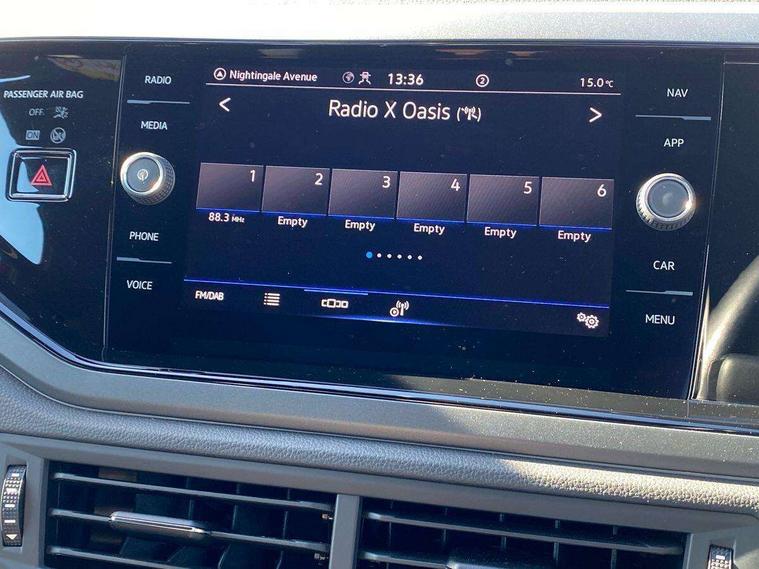 PASSENGER AIR BAG
OFF
ON
RADIO
MEDIA
PHONE
VOICE
Nightingale Avenue 13:36 2 15.0°C
< Radio X Oasis >
1 2 3 4 5 6
88.3 MHz Empty Empty Empty Empty Empty
FM/DAB
NAV
APP
CAR
MENU